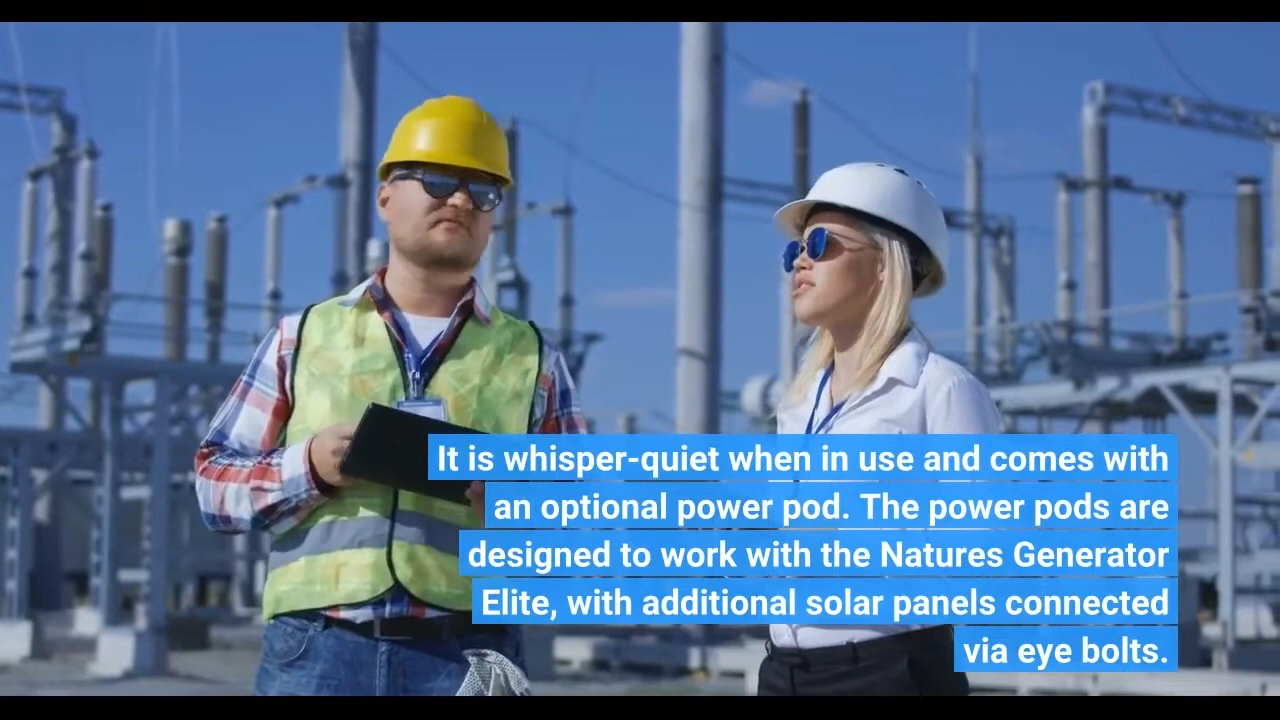 It is whisper-quiet when in use and comes with
an optional power pod. The power pods are
designed to work with the Natures Generator
Elite, with additional solar panels connected
via eye bolts.